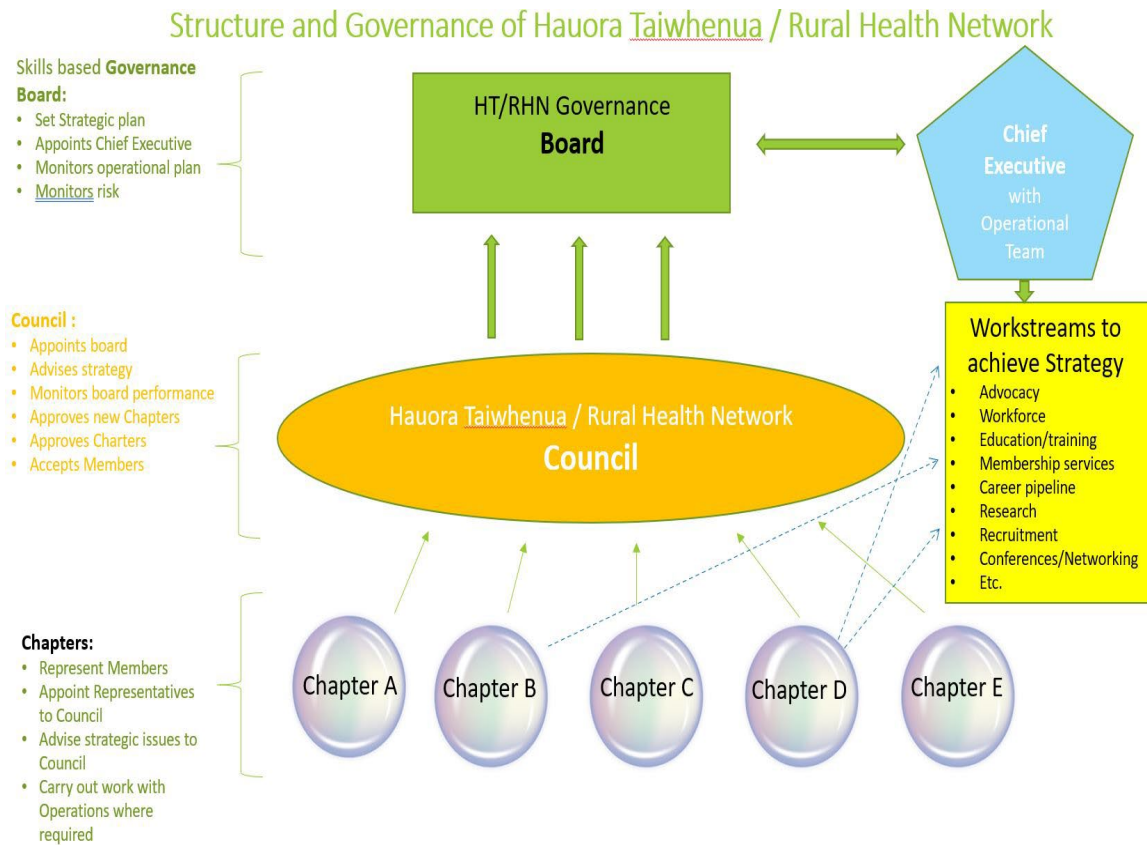 Structure and Governance of Hauora Taiwhenua / Rural Health Network
Skills based Governance
Board:
• Set Strategic plan
• Appoints Chief Executive
• Monitors operational plan
• Monitors risk
HT/RHN Governance
Board
Chief
Executive
with
Operational
Team
Council :
• Appoints board
• Advises strategy
• Monitors board performance
• Approves new Chapters
• Approves Charters
• Accepts Members
Hauora Taiwhenua / Rural Health Network
Council
Workstreams to
achieve Strategy
• Advocacy
• Workforce
• Education/training
• Membership services
• Career pipeline
• Research
• Recruitment
• Conferences/Networking
• Etc.
Chapters:
• Represent Members
• Appoint Representatives
to Council
• Advise strategic issues to
Council
• Carry out work with
Operations where
required
Chapter A
Chapter B
Chapter C
Chapter D
Chapter E